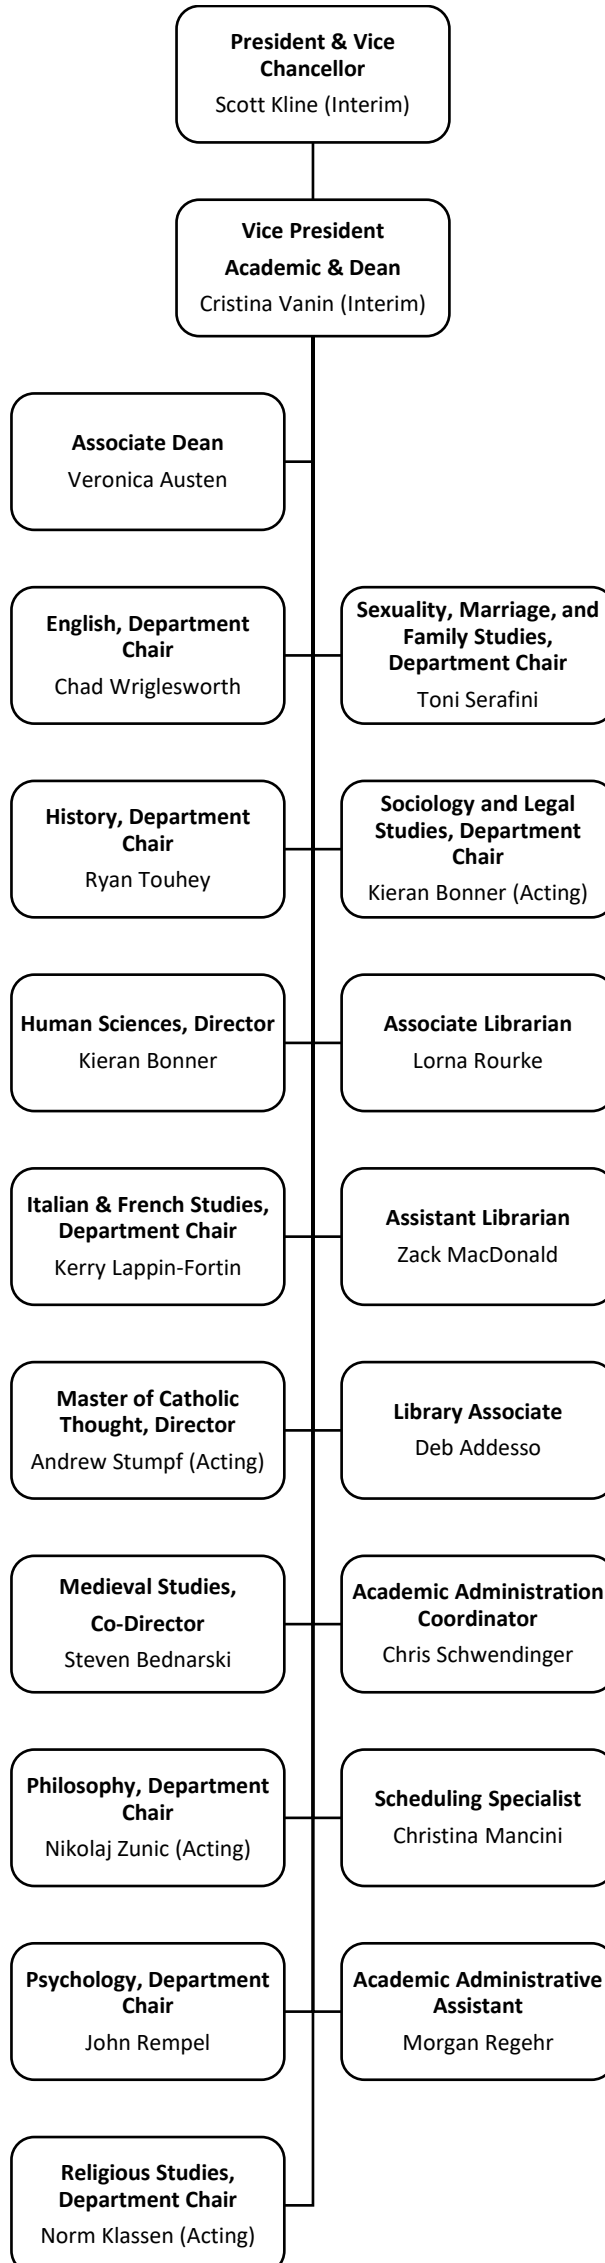 President & Vice
Chancellor
Scott Kline (Interim)
Vice President
Academic & Dean
Cristina Vanin (Interim)
Associate Dean
Veronica Austen
English, Department
Chair
Chad Wriglesworth
Sexuality, Marriage, and
Family Studies,
Department Chair
Toni Serafini
History, Department
Chair
Ryan Touhey
Sociology and Legal
Studies, Department
Chair
Kieran Bonner (Acting)
Human Sciences, Director
Kieran Bonner
Associate Librarian
Lorna Rourke
Italian & French Studies,
Department Chair
Kerry Lappin-Fortin
Assistant Librarian
Zack MacDonald
Master of Catholic
Thought, Director
Andrew Stumpf (Acting)
Library Associate
Deb Addesso
Medieval Studies,
Co-Director
Steven Bednarski
Academic Administration
Coordinator
Chris Schwendinger
Philosophy, Department
Chair
Nikolaj Zunic (Acting)
Scheduling Specialist
Christina Mancini
Psychology, Department
Chair
John Rempel
Academic Administrative
Assistant
Morgan Regehr
Religious Studies,
Department Chair
Norm Klassen (Acting)